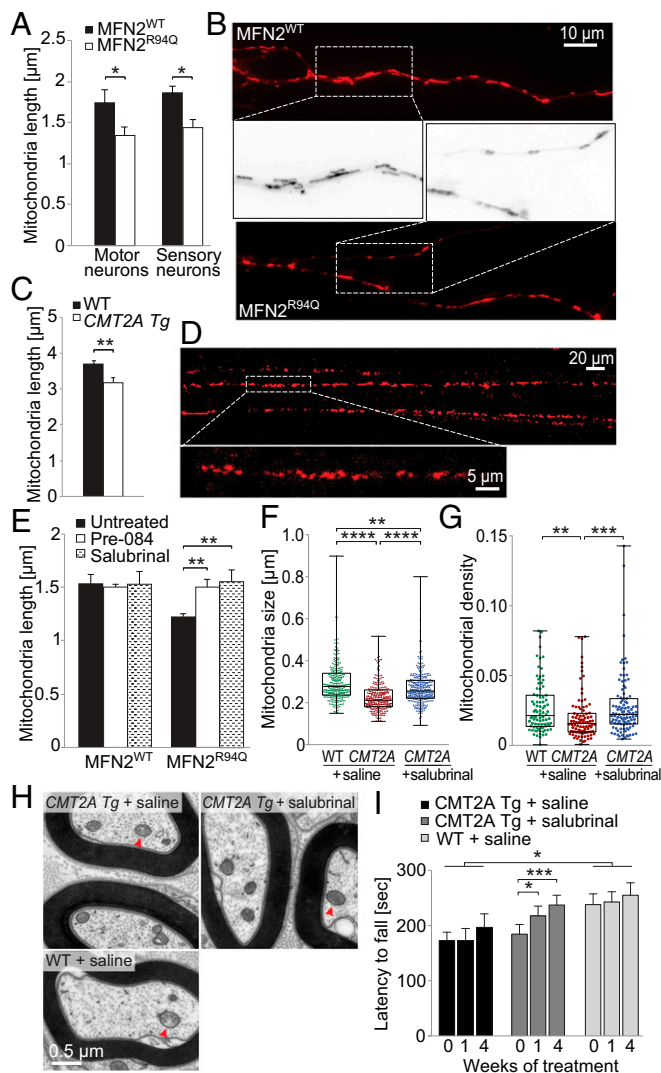 A
MFN2WT
MFN2R94Q
Mitochondria length [µm]
2.5
2
1.5
1
0.5
0
*
*
Motor neurons
Sensory neurons
B
MFN2WT
10 µm
MFN2R94Q
C
WT
CMT2A Tg
Mitochondria length [µm]
5
4
3
2
1
0
**
D
20 µm
5 µm
E
Untreated
Pre-084
Salubrinal
Mitochondria length [µm]
2
1.5
1
0.5
0
**
**
MFN2WT
MFN2R94Q
F
Mitochondria size [µm]
1.0
0.8
0.6
0.4
0.2
0
**
**** ****
WT CMT2A CMT2A
+saline +salubrinal
G
Mitochondrial density
0.15
0.10
0.05
0
** ***
WT CMT2A CMT2A
+saline +salubrinal
H
CMT2A Tg + saline
CMT2A Tg + salubrinal
WT + saline
0.5 µm
I
CMT2A Tg + saline
CMT2A Tg + salubrinal
WT + saline
Latency to fall [sec]
300
200
100
0
*
***
*
0 1 4 0 1 4 0 1 4
Weeks of treatment